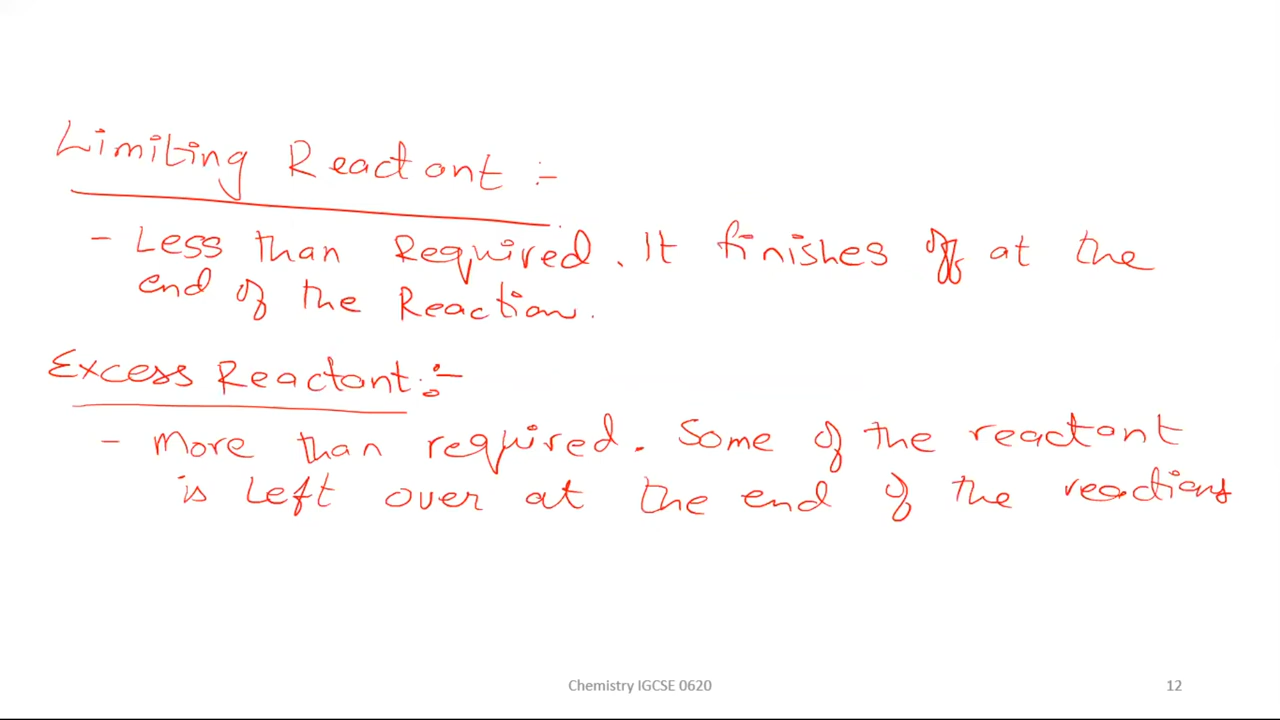 Limiting Reactant :-
- Less than Required. It finishes off at the
end of the Reaction.
Excess Reactant :-
- More than required. Some of the reactant
is left over at the end of the reactions
Chemistry IGCSE 0620
12